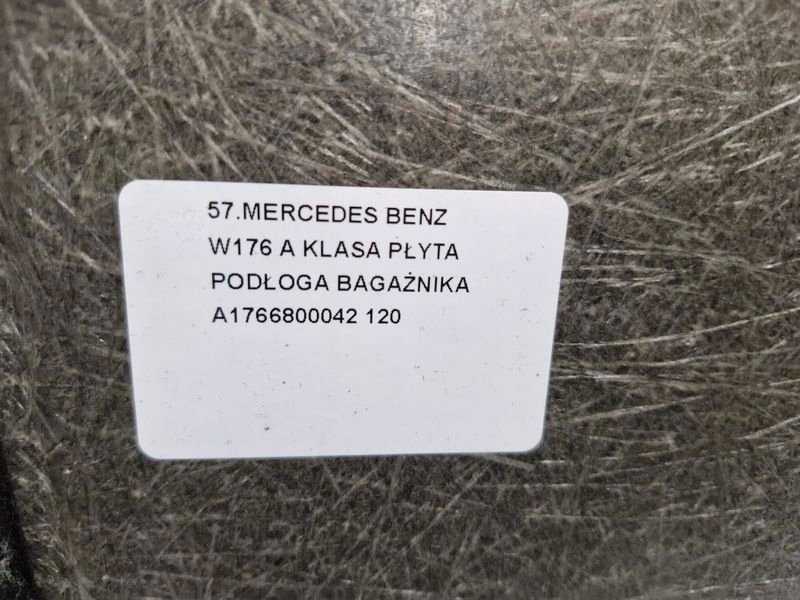 57.MERCEDES BENZ
W176 A KLASA PŁYTA
PODŁOGA BAGAŻNIKA
A1766800042 120